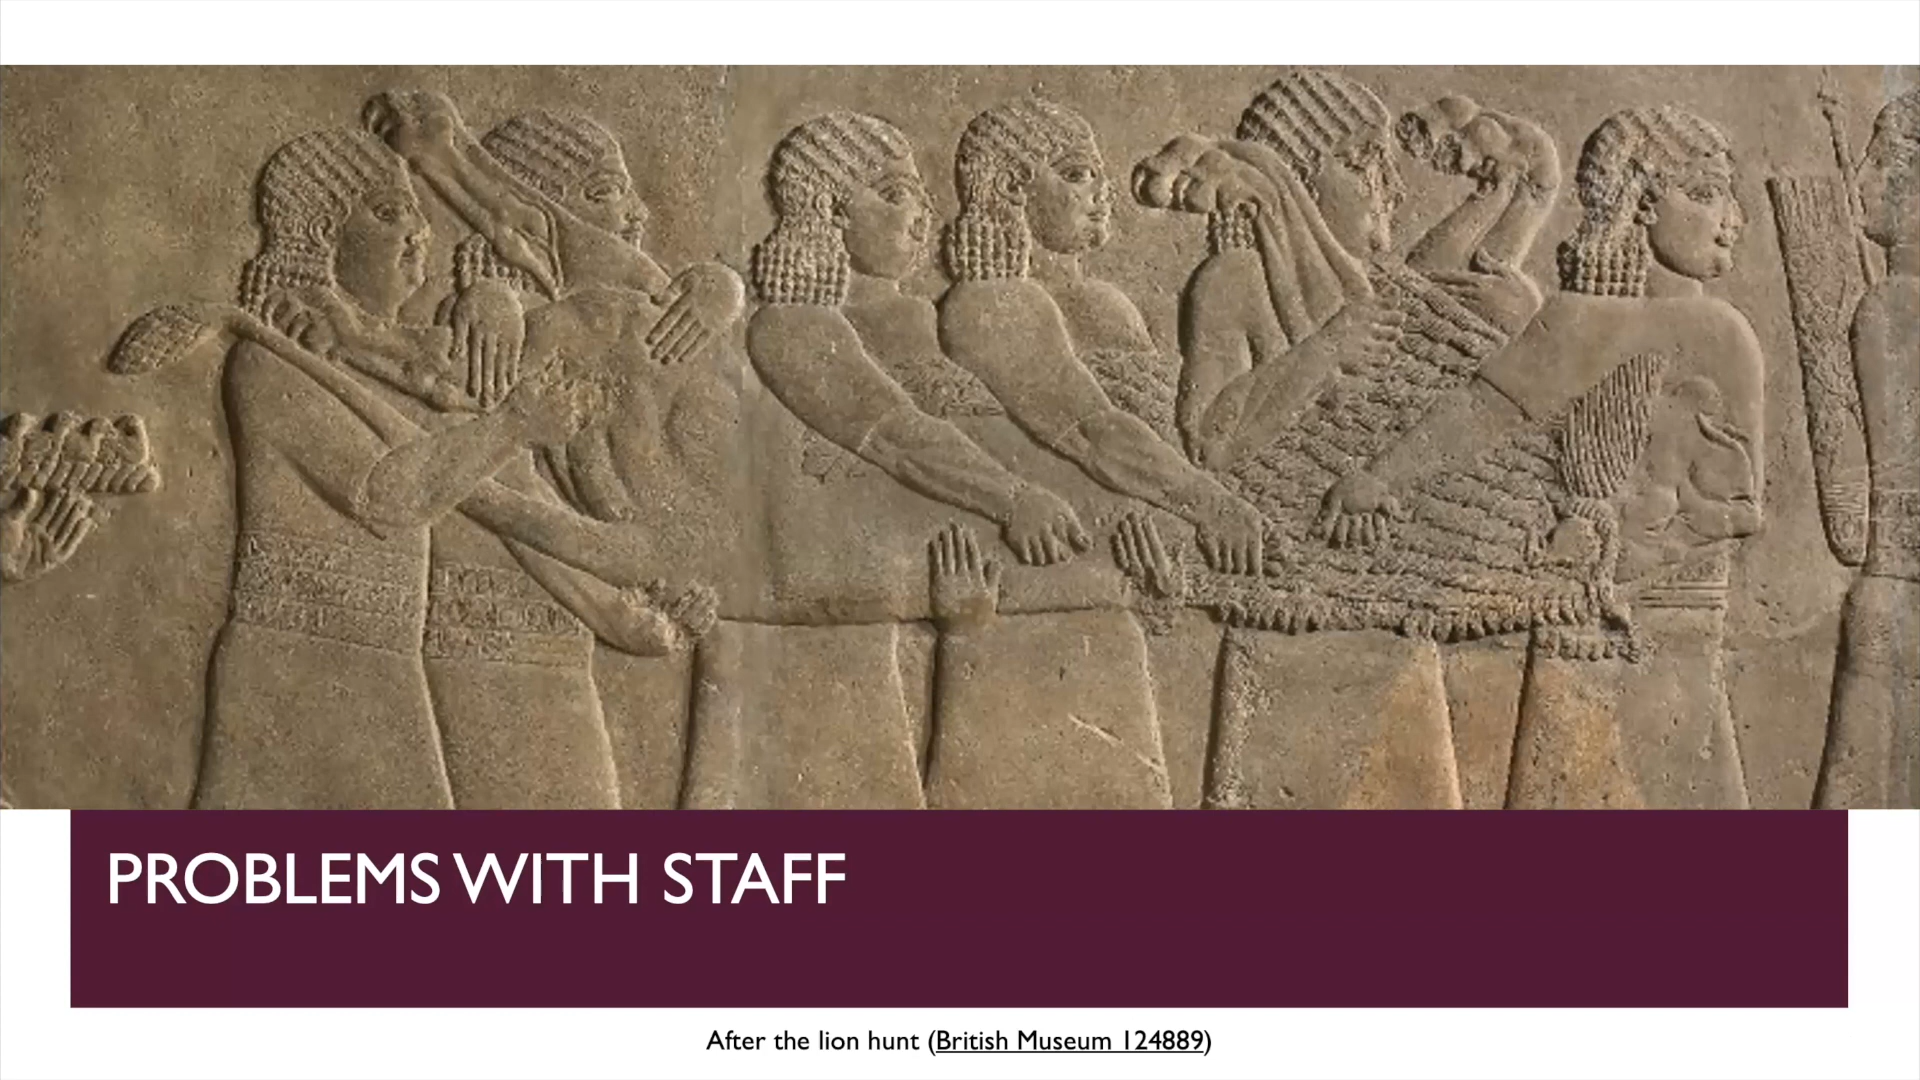 PROBLEMS WITH STAFF
After the lion hunt (British Museum 124889)